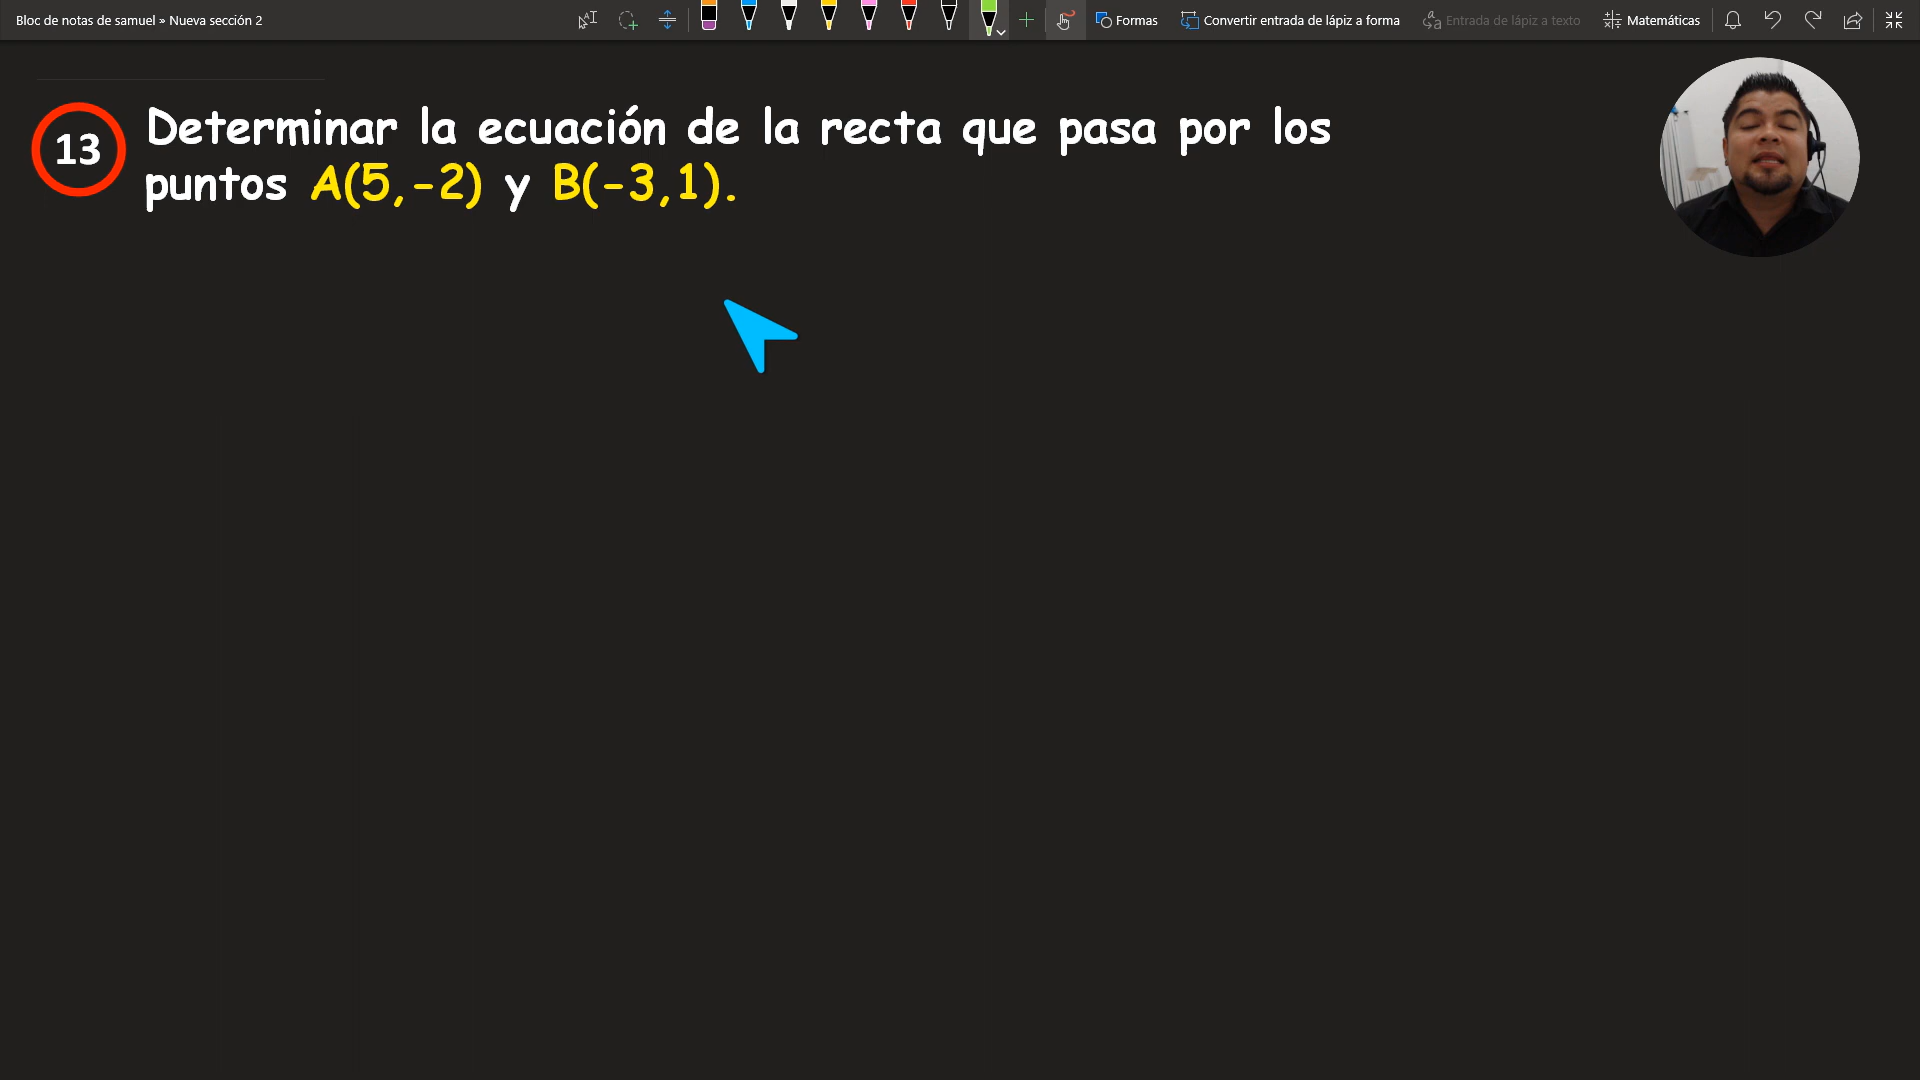 Bloc de notas de samuel » Nueva sección 2
Formas
Convertir entrada de lápiz a forma
Entrada de lápiz a texto
Matemáticas
13
Determinar la ecuación de la recta que pasa por los
puntos A(5,-2) y B(-3,1).